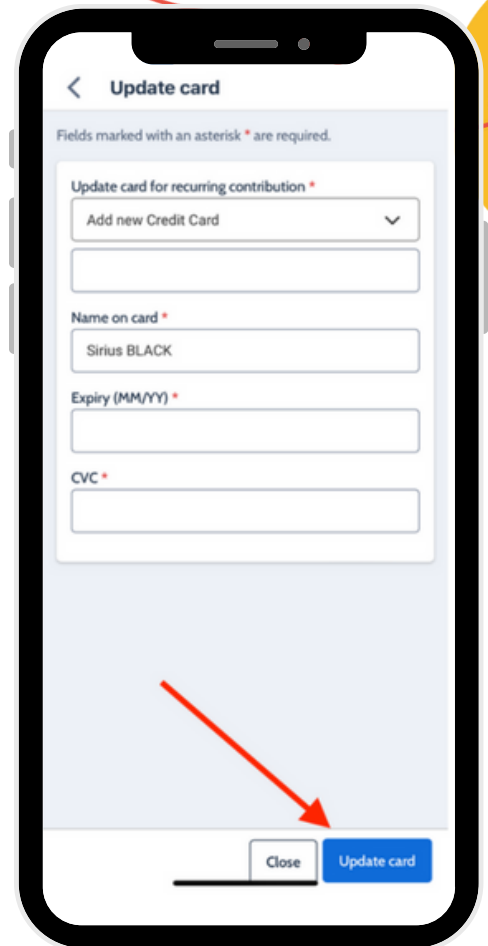 Update card
Fields marked with an asterisk * are required.
Update card for recurring contribution *
Add new Credit Card
Name on card *
Sirius BLACK
Expiry (MM/YY) *
CVC *
Close
Update card